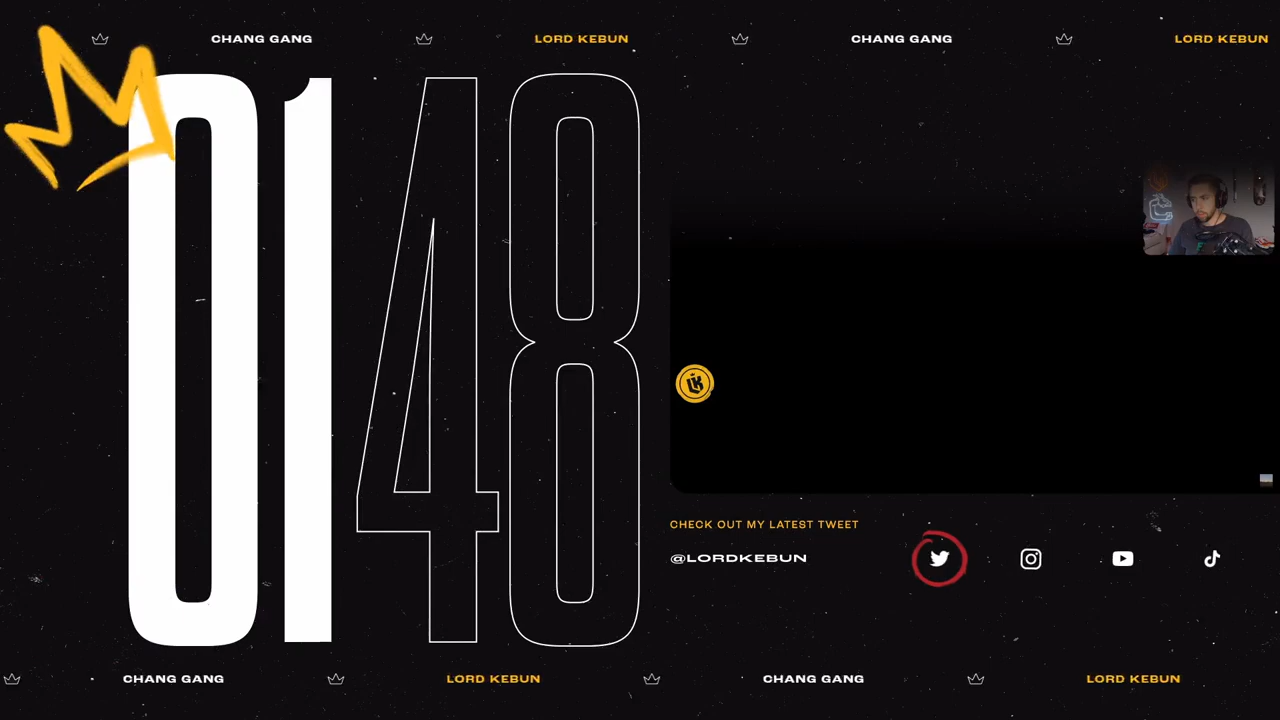 CHANG GANG LORD KEBUN CHANG GANG LORD KEBUN
0148
LK
CHECK OUT MY LATEST TWEET
@LORDKEBUN
CHANG GANG LORD KEBUN CHANG GANG LORD KEBUN